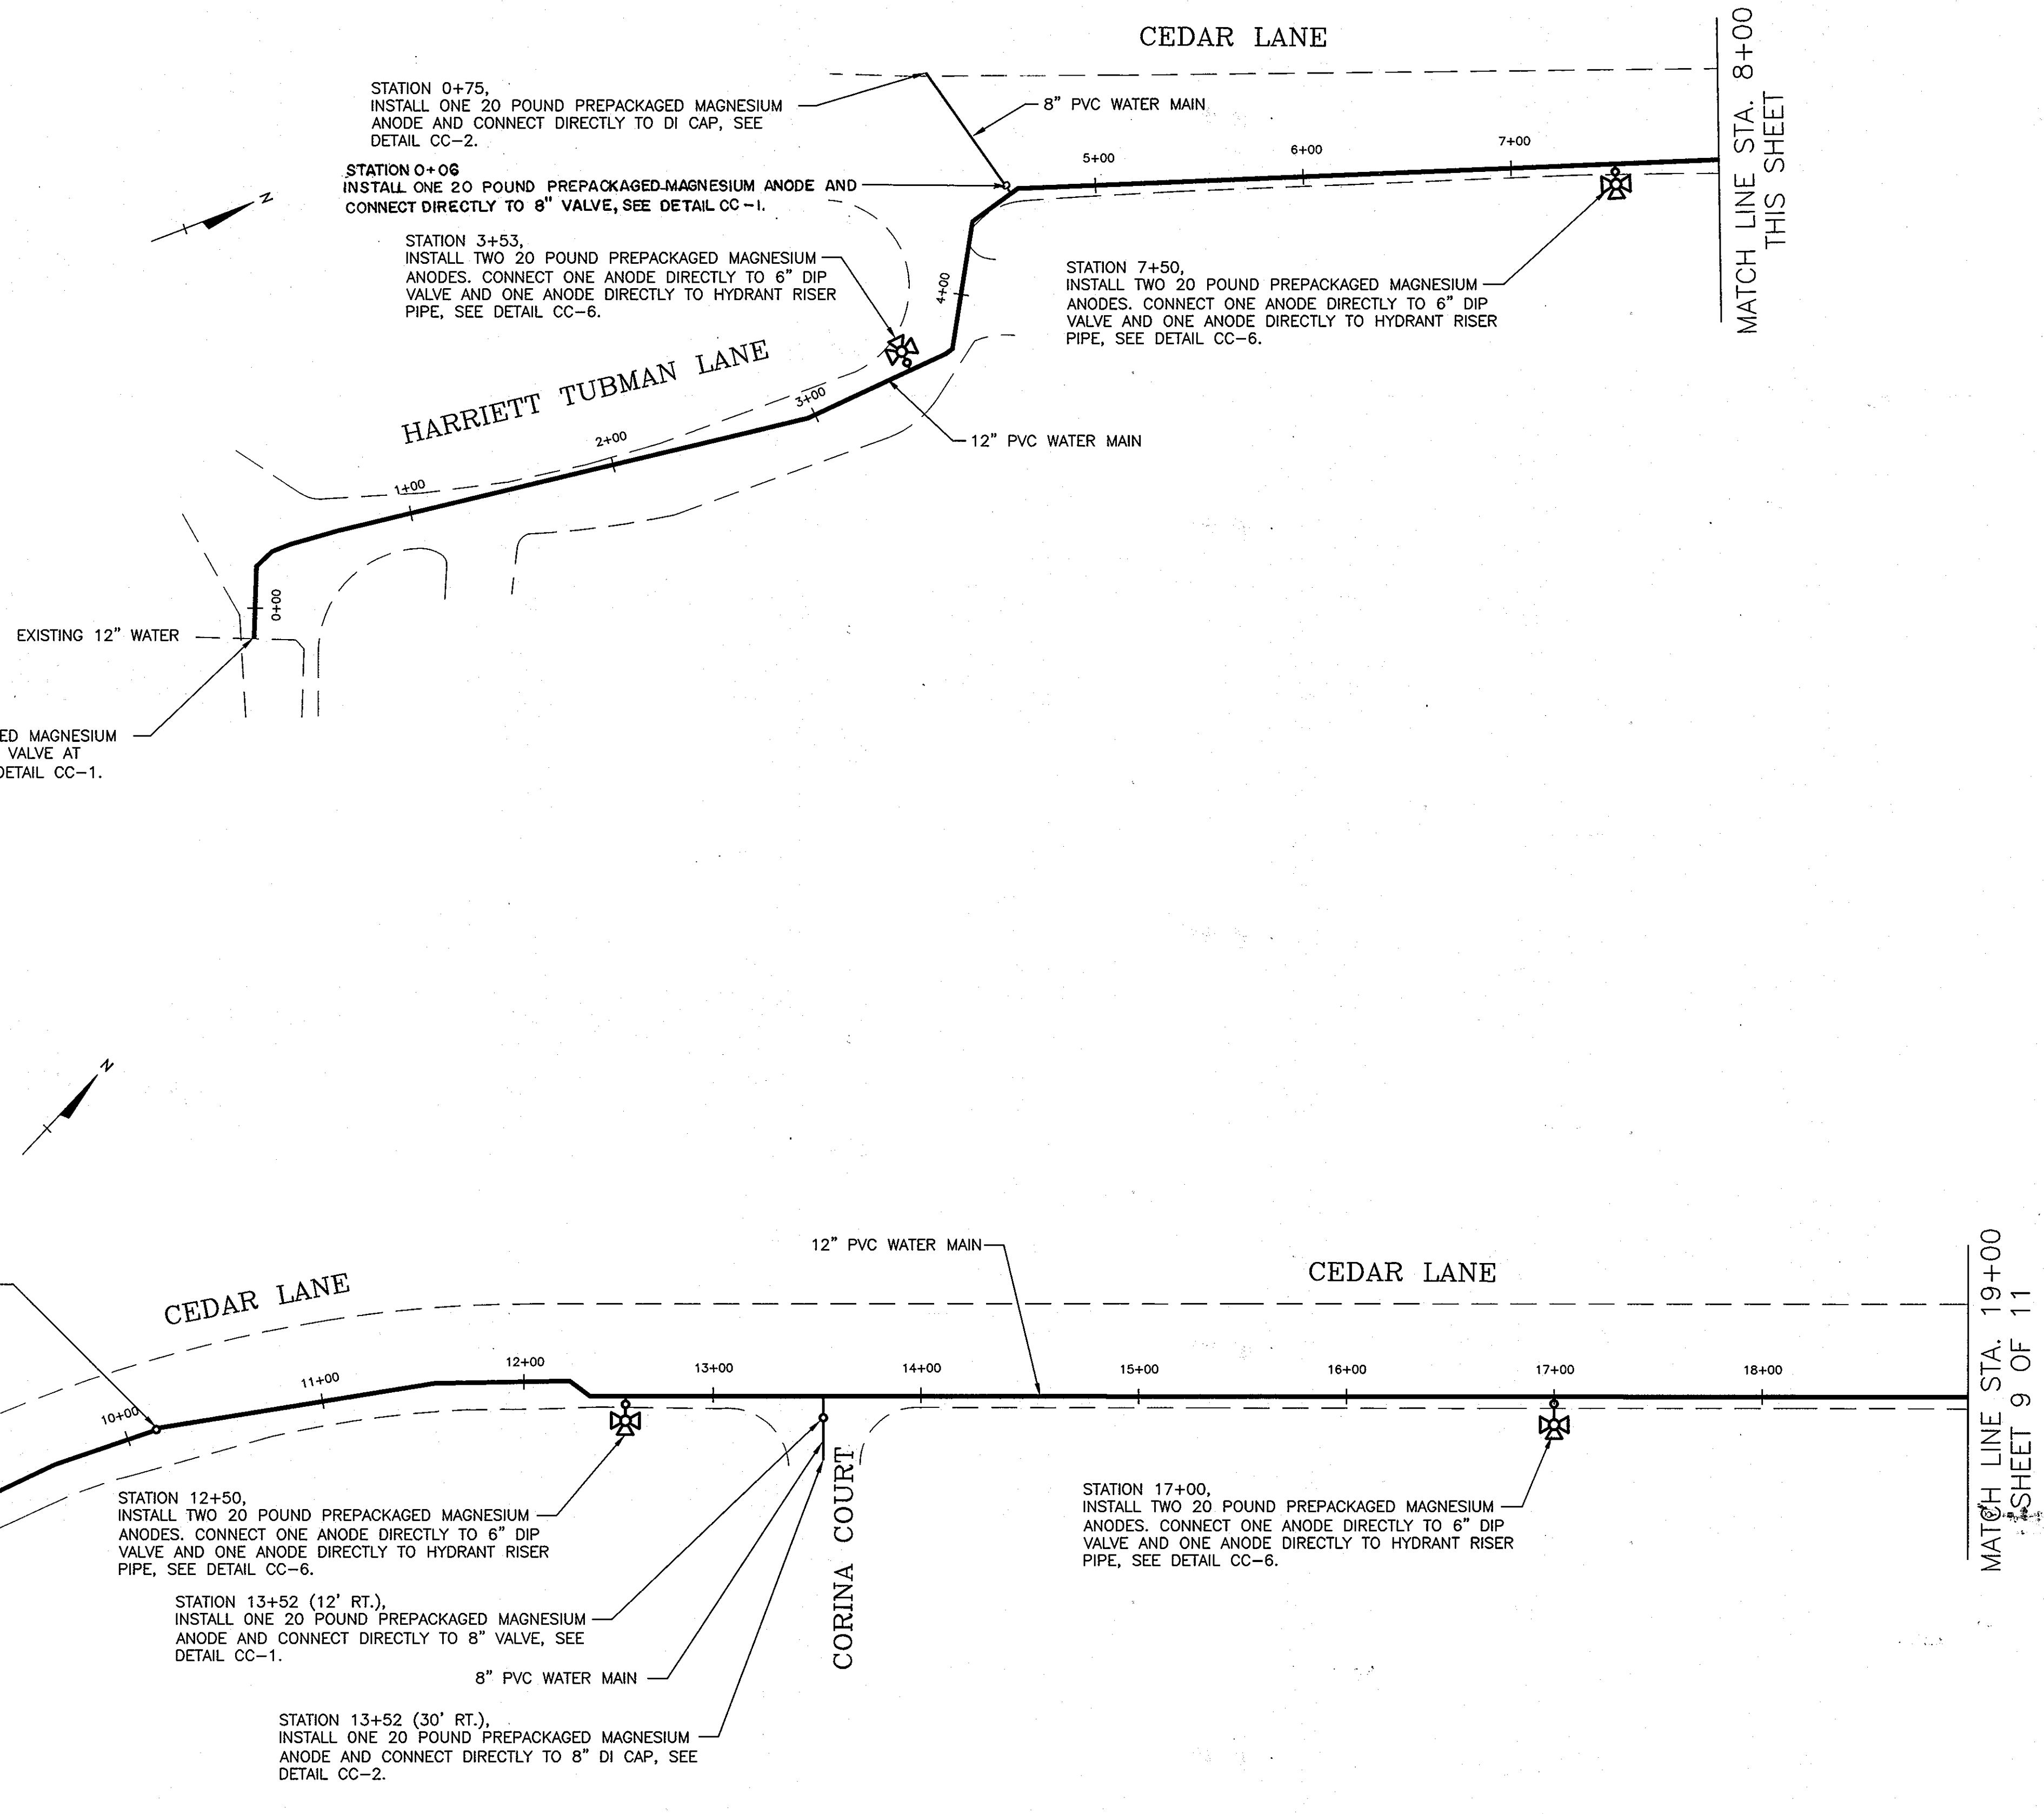 CEDAR LANE
MATCH LINE STA. 8+00
THIS SHEET
STATION 0+75,
INSTALL ONE 20 POUND PREPACKAGED MAGNESIUM
ANODE AND CONNECT DIRECTLY TO DI CAP, SEE
DETAIL CC-2.
8" PVC WATER MAIN
STATION 0+06
INSTALL ONE 20 POUND PREPACKAGED MAGNESIUM ANODE AND
CONNECT DIRECTLY TO 8" VALVE, SEE DETAIL CC-1.
5+00
6+00
7+00
N
STATION 3+53,
INSTALL TWO 20 POUND PREPACKAGED MAGNESIUM
ANODES. CONNECT ONE ANODE DIRECTLY TO 6" DIP
VALVE AND ONE ANODE DIRECTLY TO HYDRANT RISER
PIPE, SEE DETAIL CC-6.
4+00
STATION 7+50,
INSTALL TWO 20 POUND PREPACKAGED MAGNESIUM
ANODES. CONNECT ONE ANODE DIRECTLY TO 6" DIP
VALVE AND ONE ANODE DIRECTLY TO HYDRANT RISER
PIPE, SEE DETAIL CC-6.
HARRIETT TUBMAN LANE
3+00
2+00
12" PVC WATER MAIN
1+00
0+00
EXISTING 12" WATER
ED MAGNESIUM
VALVE AT
DETAIL CC-1.
N
12" PVC WATER MAIN
CEDAR LANE
CEDAR LANE
MATCH LINE STA. 19+00
SHEET 9 OF 11
10+00
11+00
12+00
13+00
14+00
15+00
16+00
17+00
18+00
STATION 12+50,
INSTALL TWO 20 POUND PREPACKAGED MAGNESIUM
ANODES. CONNECT ONE ANODE DIRECTLY TO 6" DIP
VALVE AND ONE ANODE DIRECTLY TO HYDRANT RISER
PIPE, SEE DETAIL CC-6.
CORINA COURT
STATION 17+00,
INSTALL TWO 20 POUND PREPACKAGED MAGNESIUM
ANODES. CONNECT ONE ANODE DIRECTLY TO 6" DIP
VALVE AND ONE ANODE DIRECTLY TO HYDRANT RISER
PIPE, SEE DETAIL CC-6.
STATION 13+52 (12' RT.),
INSTALL ONE 20 POUND PREPACKAGED MAGNESIUM
ANODE AND CONNECT DIRECTLY TO 8" VALVE, SEE
DETAIL CC-1.
8" PVC WATER MAIN
STATION 13+52 (30' RT.),
INSTALL ONE 20 POUND PREPACKAGED MAGNESIUM
ANODE AND CONNECT DIRECTLY TO 8" DI CAP, SEE
DETAIL CC-2.